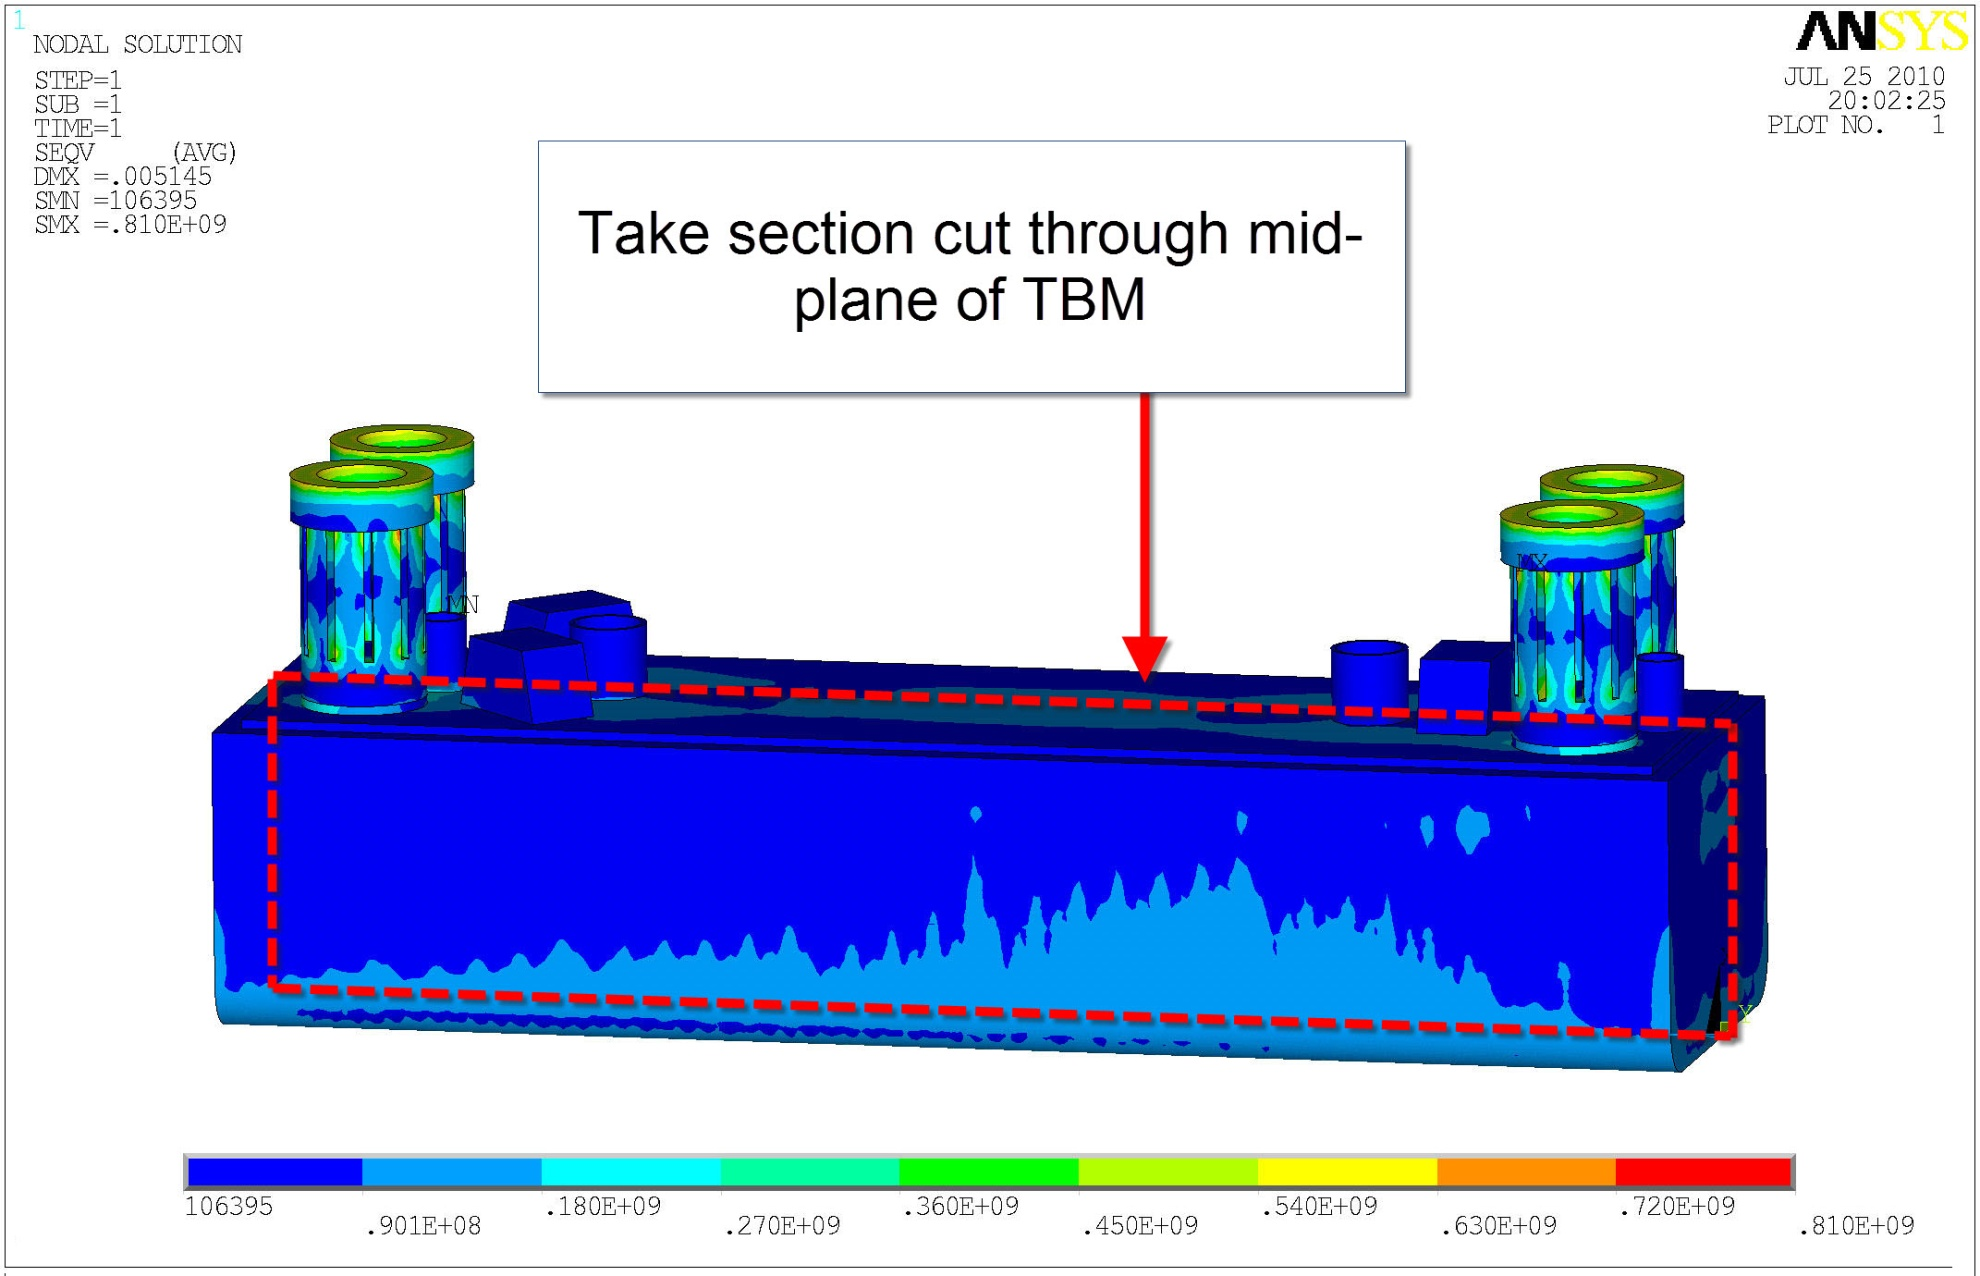 1
NODAL SOLUTION
STEP=1
SUB =1
TIME=1
SEQV (AVG)
DMX =.005145
SMN =106395
SMX =.810E+09
ANSYS
JUL 25 2010
20:02:25
PLOT NO. 1
Take section cut through mid-
plane of TBM
MX
MN
Y
106395
.901E+08
.180E+09
.270E+09
.360E+09
.450E+09
.540E+09
.630E+09
.720E+09
.810E+09